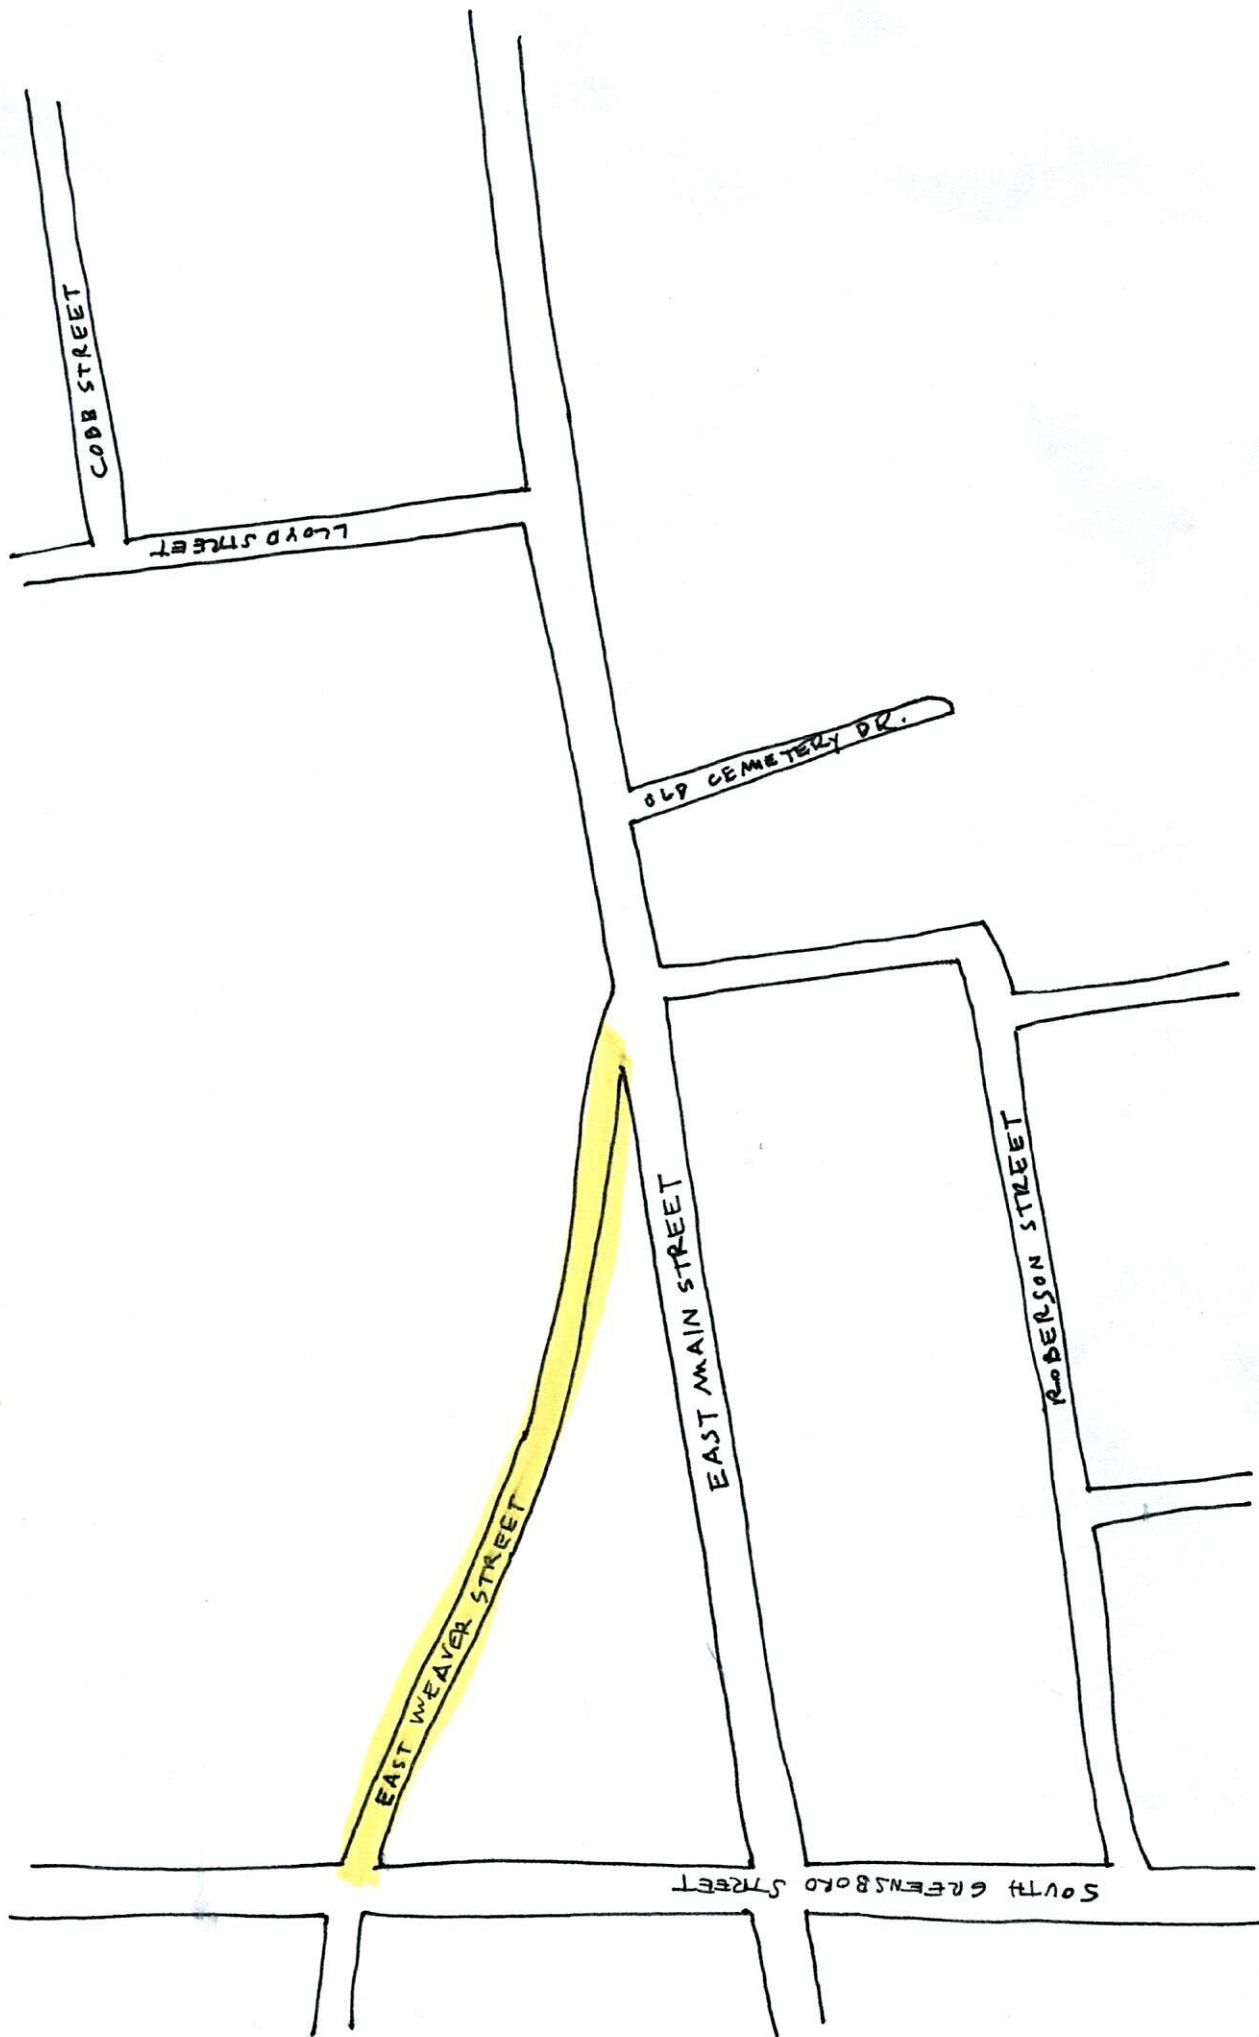 COBB STREET
LLOYD STREET
OLD CEMETERY DR.
EAST MAIN STREET
ROBERSON STREET
EAST WEAVER STREET
SOUTH GREENSBORO STREET